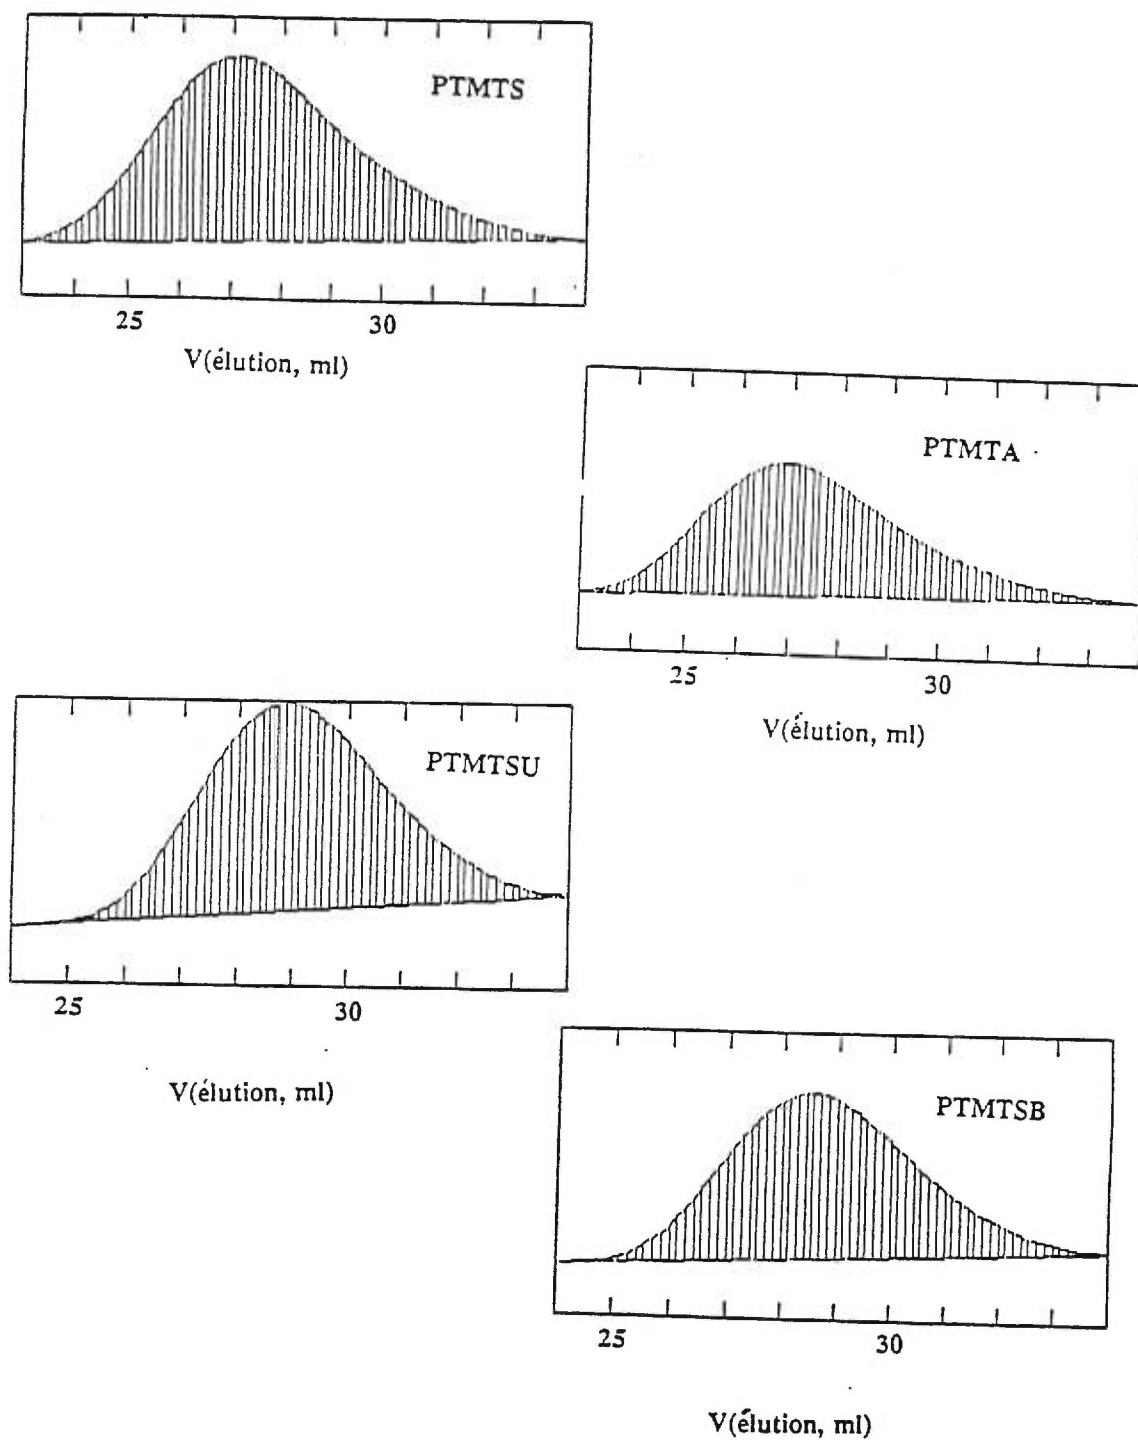 PTMTS
25 30
V(élution, ml)
PTMTA
25 30
V(élution, ml)
PTMTSU
25 30
V(élution, ml)
PTMTSB
25 30
V(élution, ml)